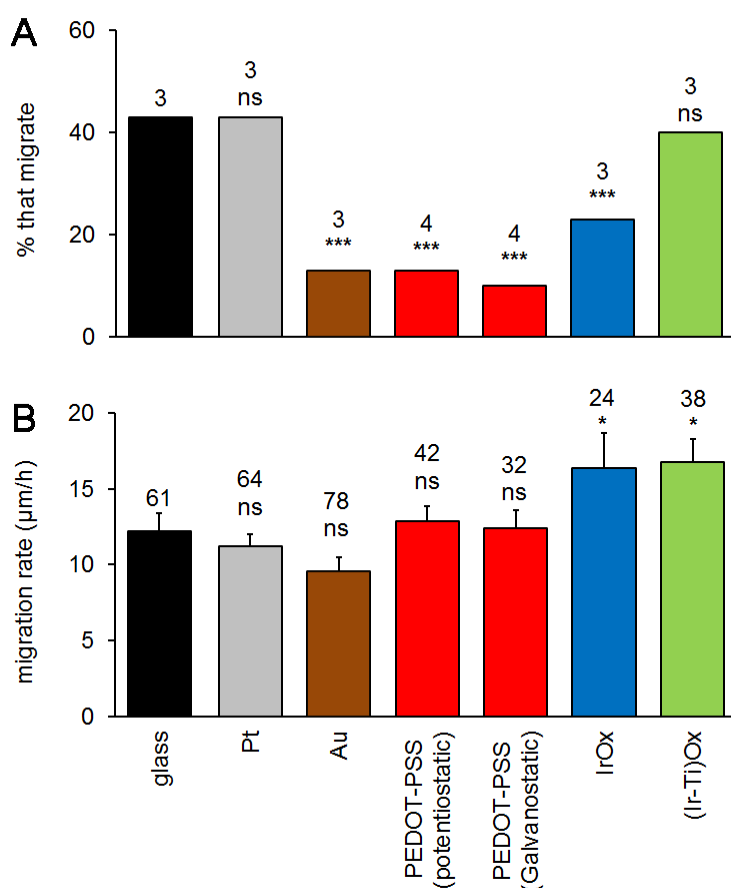 A
60
40
20
0
% that migrate
3
3
ns
3
***
4
***
4
***
3
***
3
ns
B
20
15
10
5
0
migration rate (µm/h)
61
64
ns
78
ns
42
ns
32
ns
24
*
38
*
glass
Pt
Au
PEDOT-PSS
(potentiostatic)
PEDOT-PSS
(Galvanostatic)
IrOx
(Ir-Ti)Ox